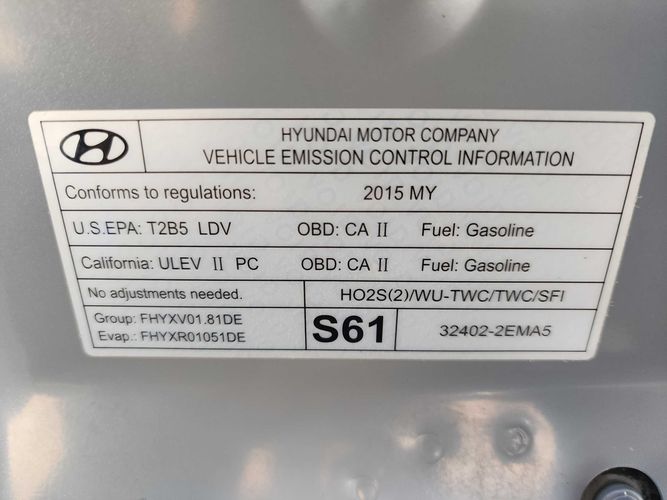 HYUNDAI MOTOR COMPANY
VEHICLE EMISSION CONTROL INFORMATION
Conforms to regulations: 2015 MY
U.S.EPA: T2B5 LDV OBD: CA II Fuel: Gasoline
California: ULEV II PC OBD: CA II Fuel: Gasoline
No adjustments needed. HO2S(2)/WU-TWC/TWC/SFI
Group: FHYXV01.81DE
Evap.: FHYXR01051DE
S61
32402-2EMA5